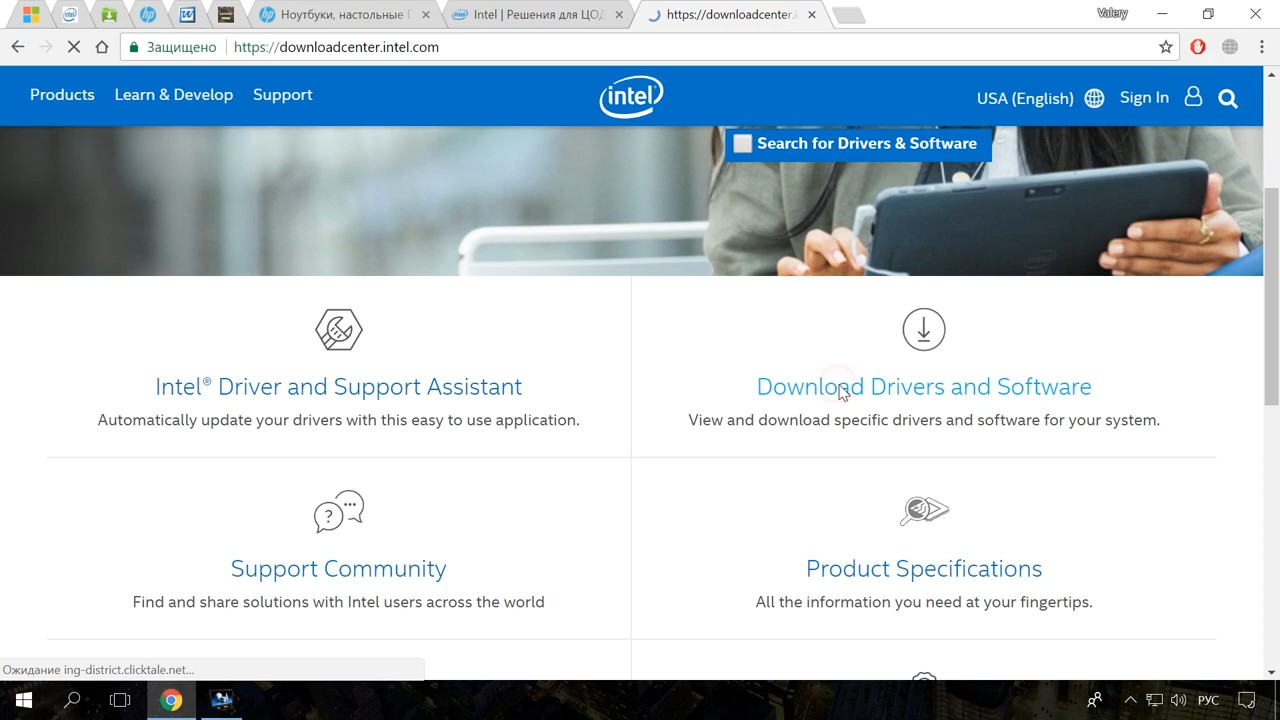 Ноутбуки, настольные
Intel | Решения для ЦОД
https://downloadcenter.i
Valery
Защищено
https://downloadcenter.intel.com
Products
Learn & Develop
Support
intel
USA (English)
Sign In
Search for Drivers & Software
Intel® Driver and Support Assistant
Automatically update your drivers with this easy to use application.
Download Drivers and Software
View and download specific drivers and software for your system.
Support Community
Find and share solutions with Intel users across the world
Product Specifications
All the information you need at your fingertips.
Ожидание ing-district.clicktale.net...
РУС